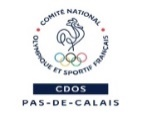 COMITÉ NATIONAL
OLYMPIQUE ET SPORTIF FRANÇAIS
CDOS
PAS-DE-CALAIS